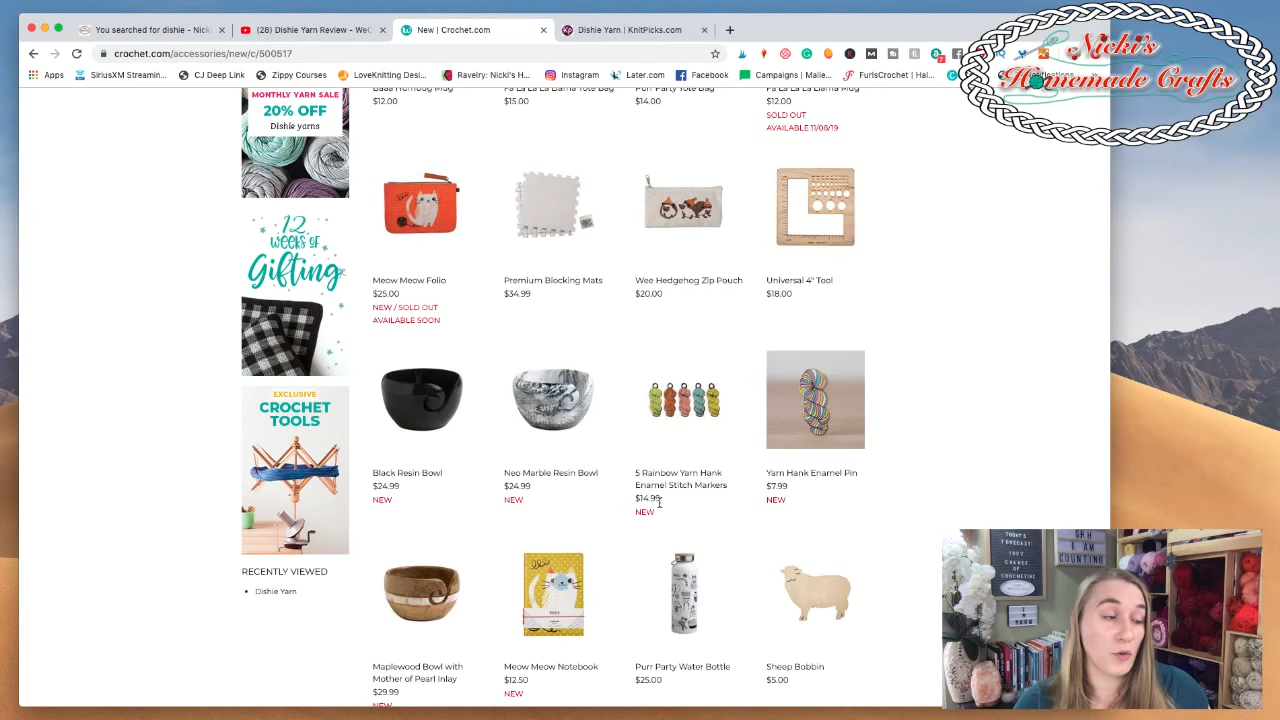 You searched for dishie - Nicki
(28) Dishie Yarn Review - WeC
New | Crochet.com
Dishie Yarn | KnitPicks.com
crochet.com/accessories/new/c/500517
Apps
SiriusXM Streamin...
CJ Deep Link
Zippy Courses
LoveKnitting Desi...
Ravelry: Nicki's H...
Instagram
Later.com
Facebook
Campaigns | Maile...
FurlsCrochet | Hai...
Notifications
Nicki's
Homemade Crafts
MONTHLY YARN SALE
20% OFF
Dishie yarns
12
WEEKS OF
Gifting
EXCLUSIVE
CROCHET
TOOLS
RECENTLY VIEWED
Dishie Yarn
Fa La La La Llama Tote Bag
Purr Party Tote Bag
Fa La La La Llama Mug
$12.00
$15.00
$14.00
$12.00
SOLD OUT
AVAILABLE 11/08/19
Meow Meow Folio
$25.00
NEW / SOLD OUT
AVAILABLE SOON
Premium Blocking Mats
$34.99
Wee Hedgehog Zip Pouch
$20.00
Universal 4" Tool
$18.00
Black Resin Bowl
$24.99
NEW
Neo Marble Resin Bowl
$24.99
NEW
5 Rainbow Yarn Hank
Enamel Stitch Markers
$14.99
NEW
Yarn Hank Enamel Pin
$7.99
NEW
Maplewood Bowl with
Mother of Pearl Inlay
$29.99
NEW
Meow Meow Notebook
$12.50
NEW
Purr Party Water Bottle
$25.00
Sheep Bobbin
$5.00
TODAY'S
FORECAST:
100%
CHANCE
OF
CROCHETING
SHH
I AM
COUNTING
I
YARN